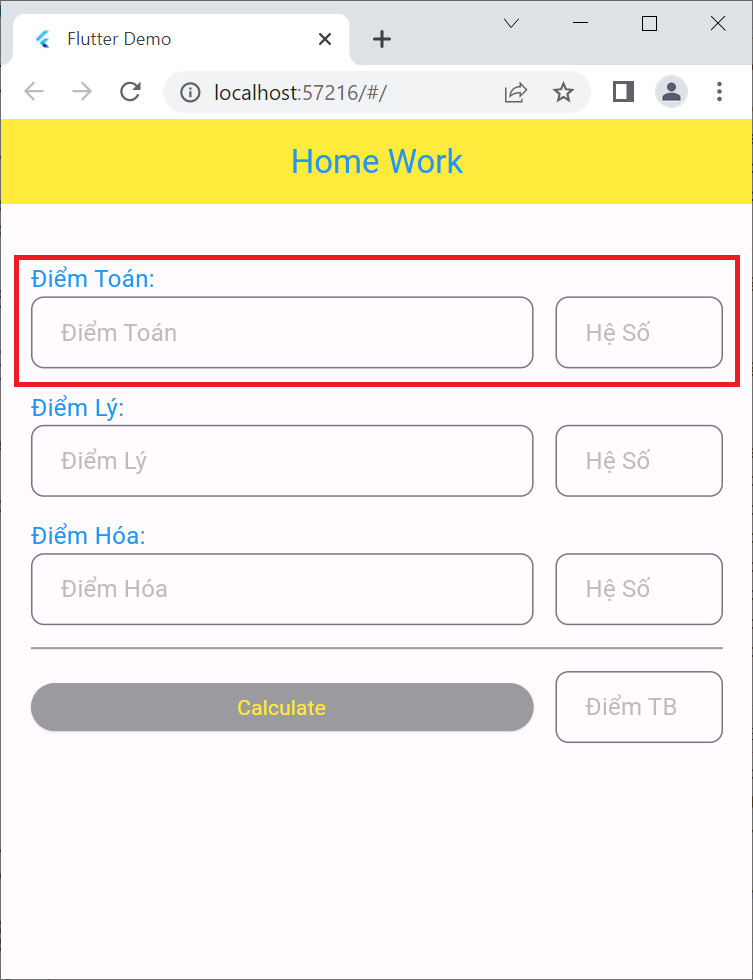 Flutter Demo
localhost:57216/#/
Home Work
Điểm Toán:
Điểm Toán Hệ Số
Điểm Lý:
Điểm Lý Hệ Số
Điểm Hóa:
Điểm Hóa Hệ Số
Calculate Điểm TB